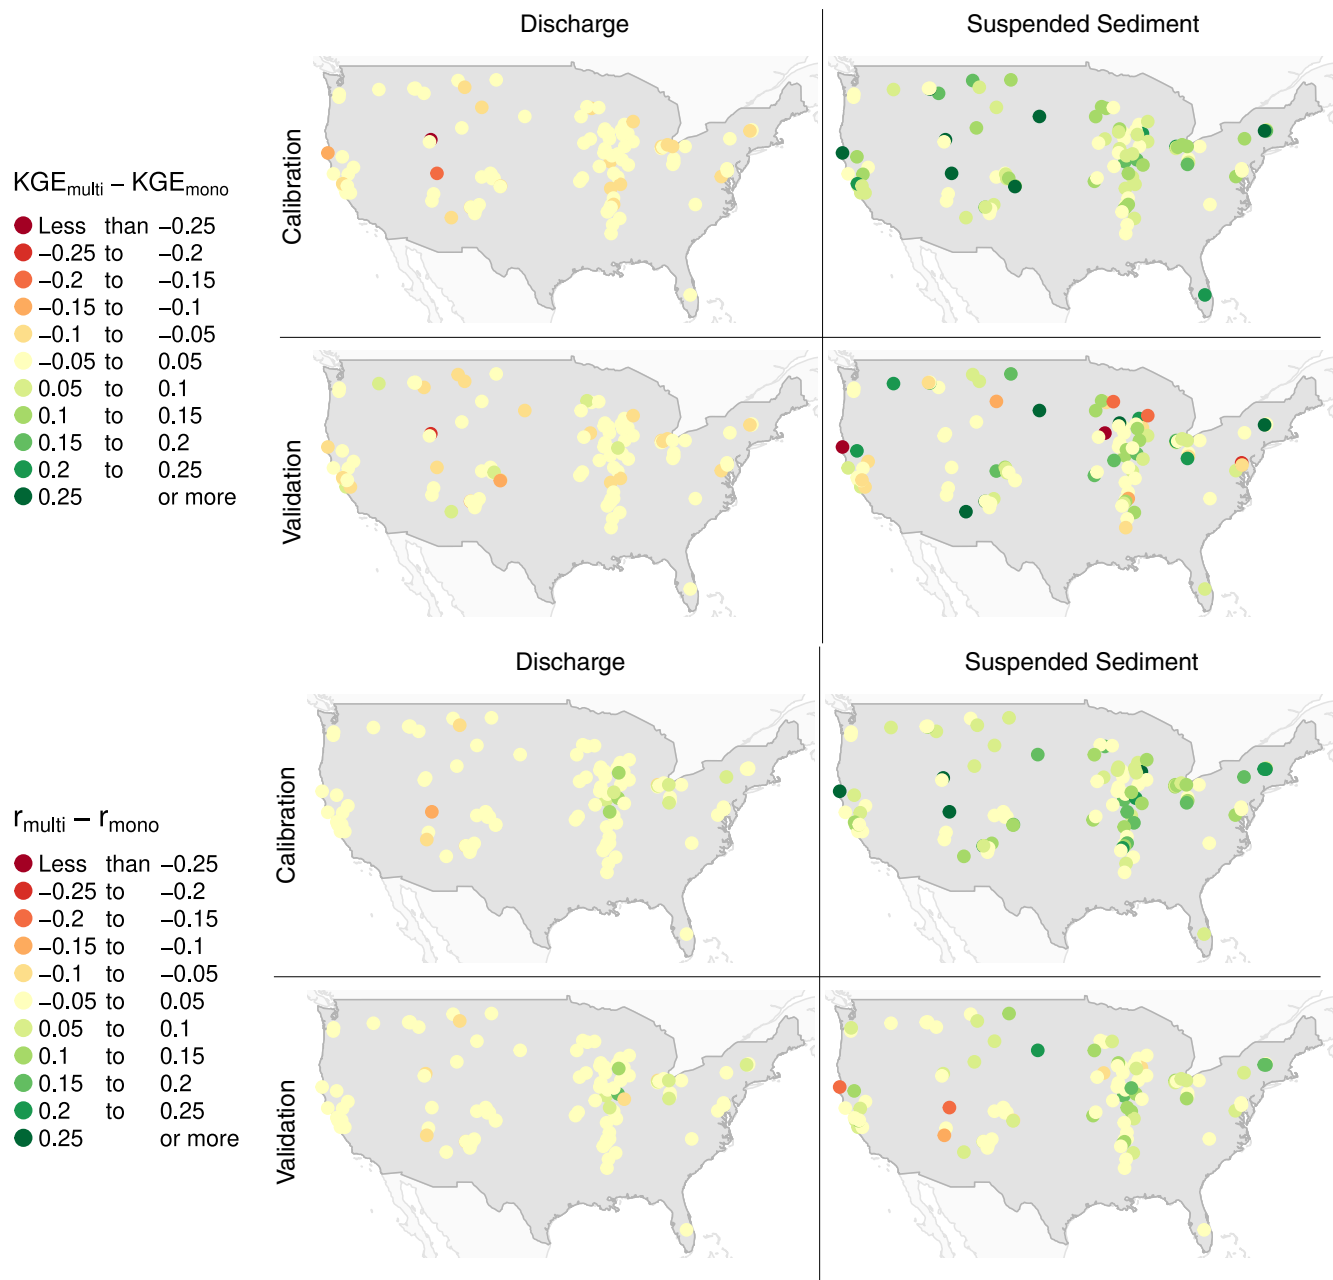 Discharge
Suspended Sediment
Calibration
KGEmulti – KGEmono
Less than −0.25
−0.25 to −0.2
−0.2 to −0.15
−0.15 to −0.1
−0.1 to −0.05
−0.05 to 0.05
0.05 to 0.1
0.1 to 0.15
0.15 to 0.2
0.2 to 0.25
0.25 or more
Validation
Discharge
Suspended Sediment
Calibration
rmulti – rmono
Less than −0.25
−0.25 to −0.2
−0.2 to −0.15
−0.15 to −0.1
−0.1 to −0.05
−0.05 to 0.05
0.05 to 0.1
0.1 to 0.15
0.15 to 0.2
0.2 to 0.25
0.25 or more
Validation